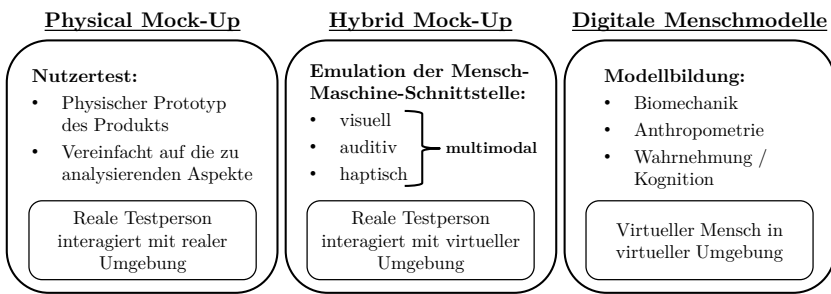 Physical Mock-Up
Nutzertest:
• Physischer Prototyp
des Produkts
• Vereinfacht auf die zu
analysierenden Aspekte
Reale Testperson
interagiert mit realer
Umgebung
Hybrid Mock-Up
Emulation der Mensch-
Maschine-Schnittstelle:
• visuell
• auditiv
• haptisch
multimodal
Reale Testperson
interagiert mit virtueller
Umgebung
Digitale Menschmodelle
Modellbildung:
• Biomechanik
• Anthropometrie
• Wahrnehmung /
Kognition
Virtueller Mensch in
virtueller Umgebung